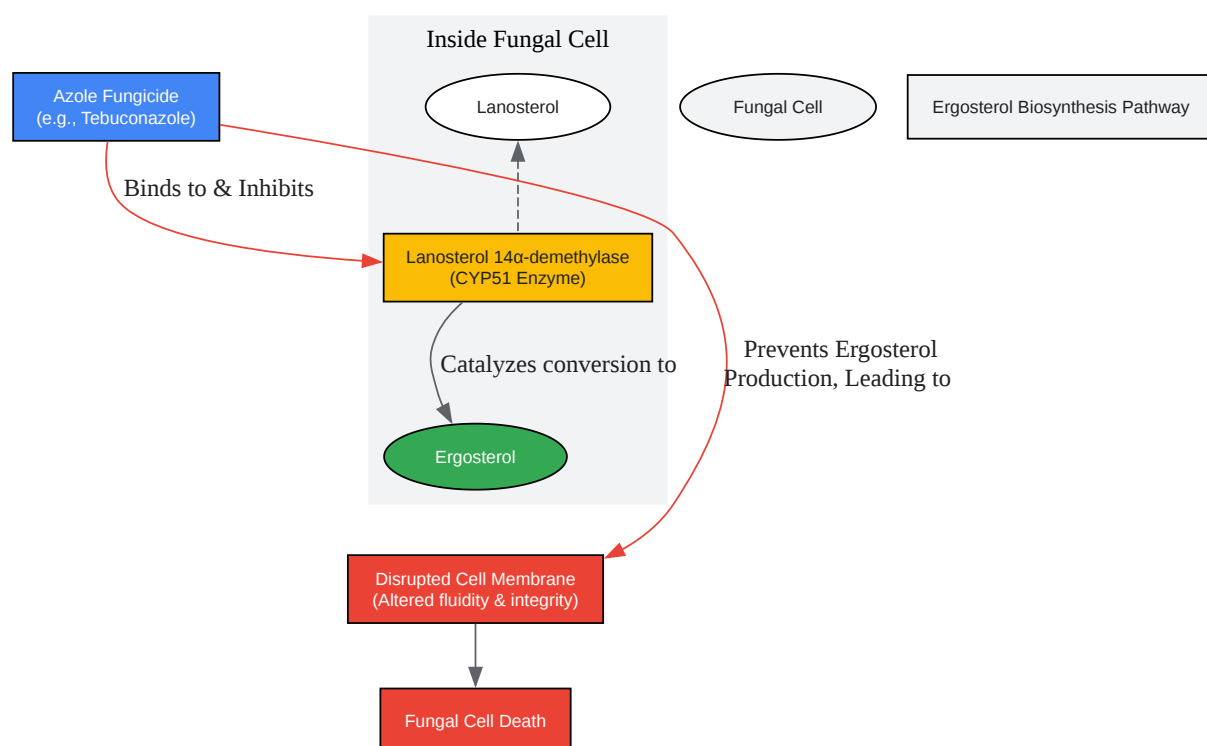 Inside Fungal Cell
Azole Fungicide
(e.g., Tebuconazole)
Lanosterol
Fungal Cell
Ergosterol Biosynthesis Pathway
Binds to & Inhibits
Lanosterol 14α-demethylase
(CYP51 Enzyme)
Catalyzes conversion to
Prevents Ergosterol
Production, Leading to
Ergosterol
Disrupted Cell Membrane
(Altered fluidity & integrity)
Fungal Cell Death